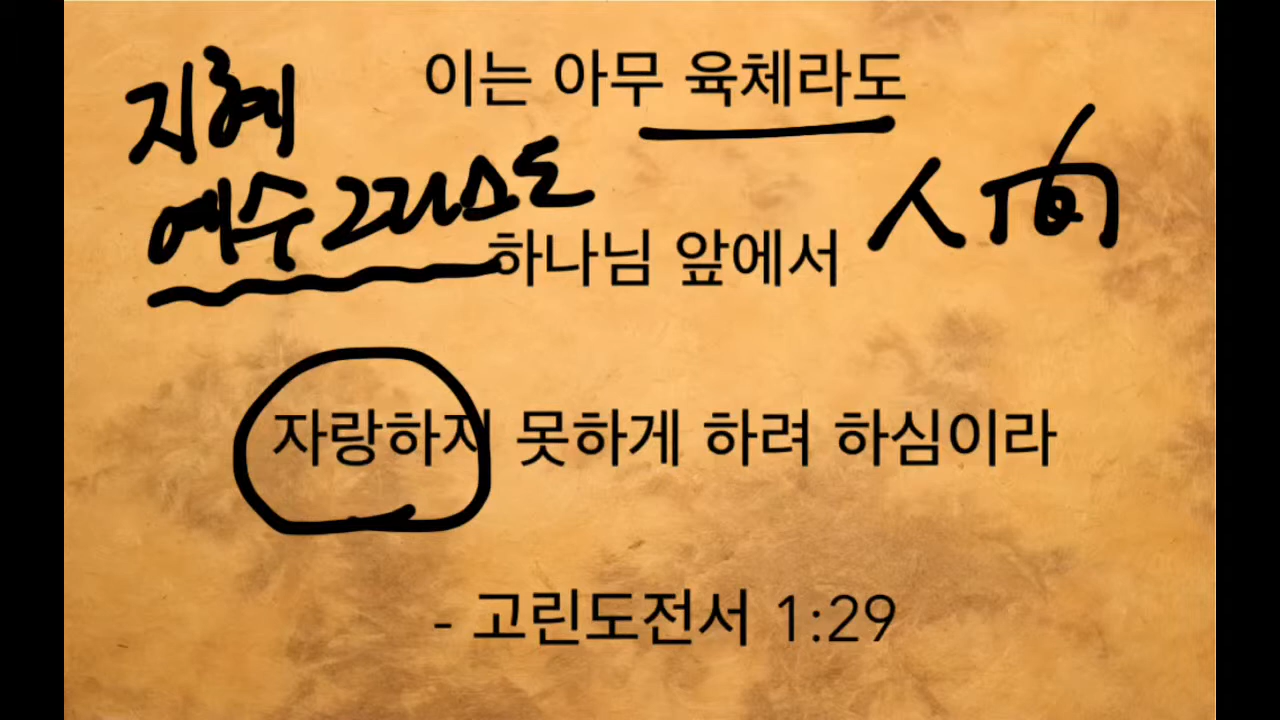 이는 아무 육체라도
지혜
예수 그리스도
人間
하나님 앞에서
자랑하지 못하게 하려 하심이라
- 고린도전서 1:29